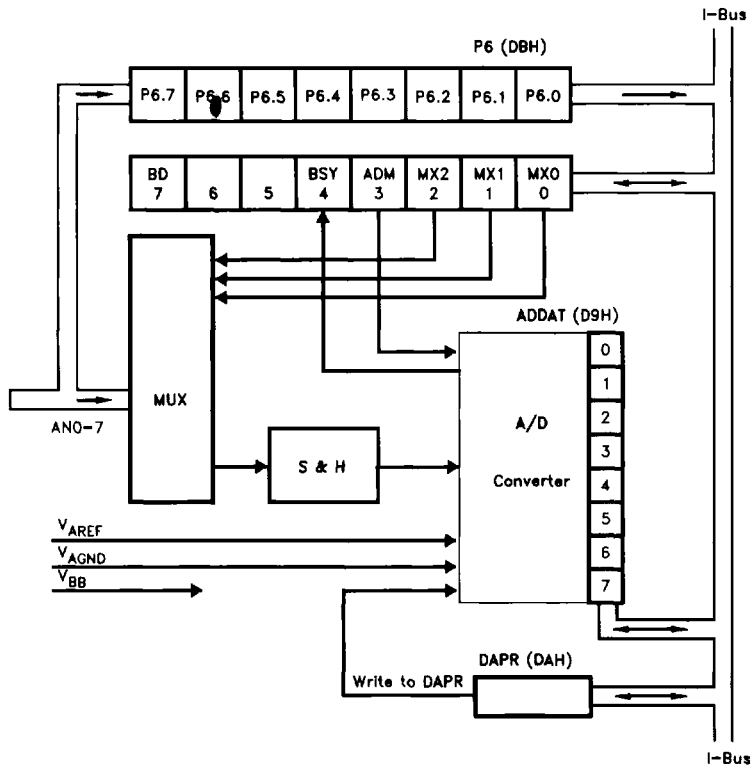 I-Bus
P6 (DBH)
P6.7 P6.6 P6.5 P6.4 P6.3 P6.2 P6.1 P6.0
BD BSY ADM MX2 MX1 MX0
7 6 5 4 3 2 1 0
ADDAT (D9H)
0
1
2
3
4
5
6
7
MUX
A/D
Converter
AN0-7
S & H
VAREF
VAGND
VBB
DAPR (DAH)
Write to DAPR
I-Bus